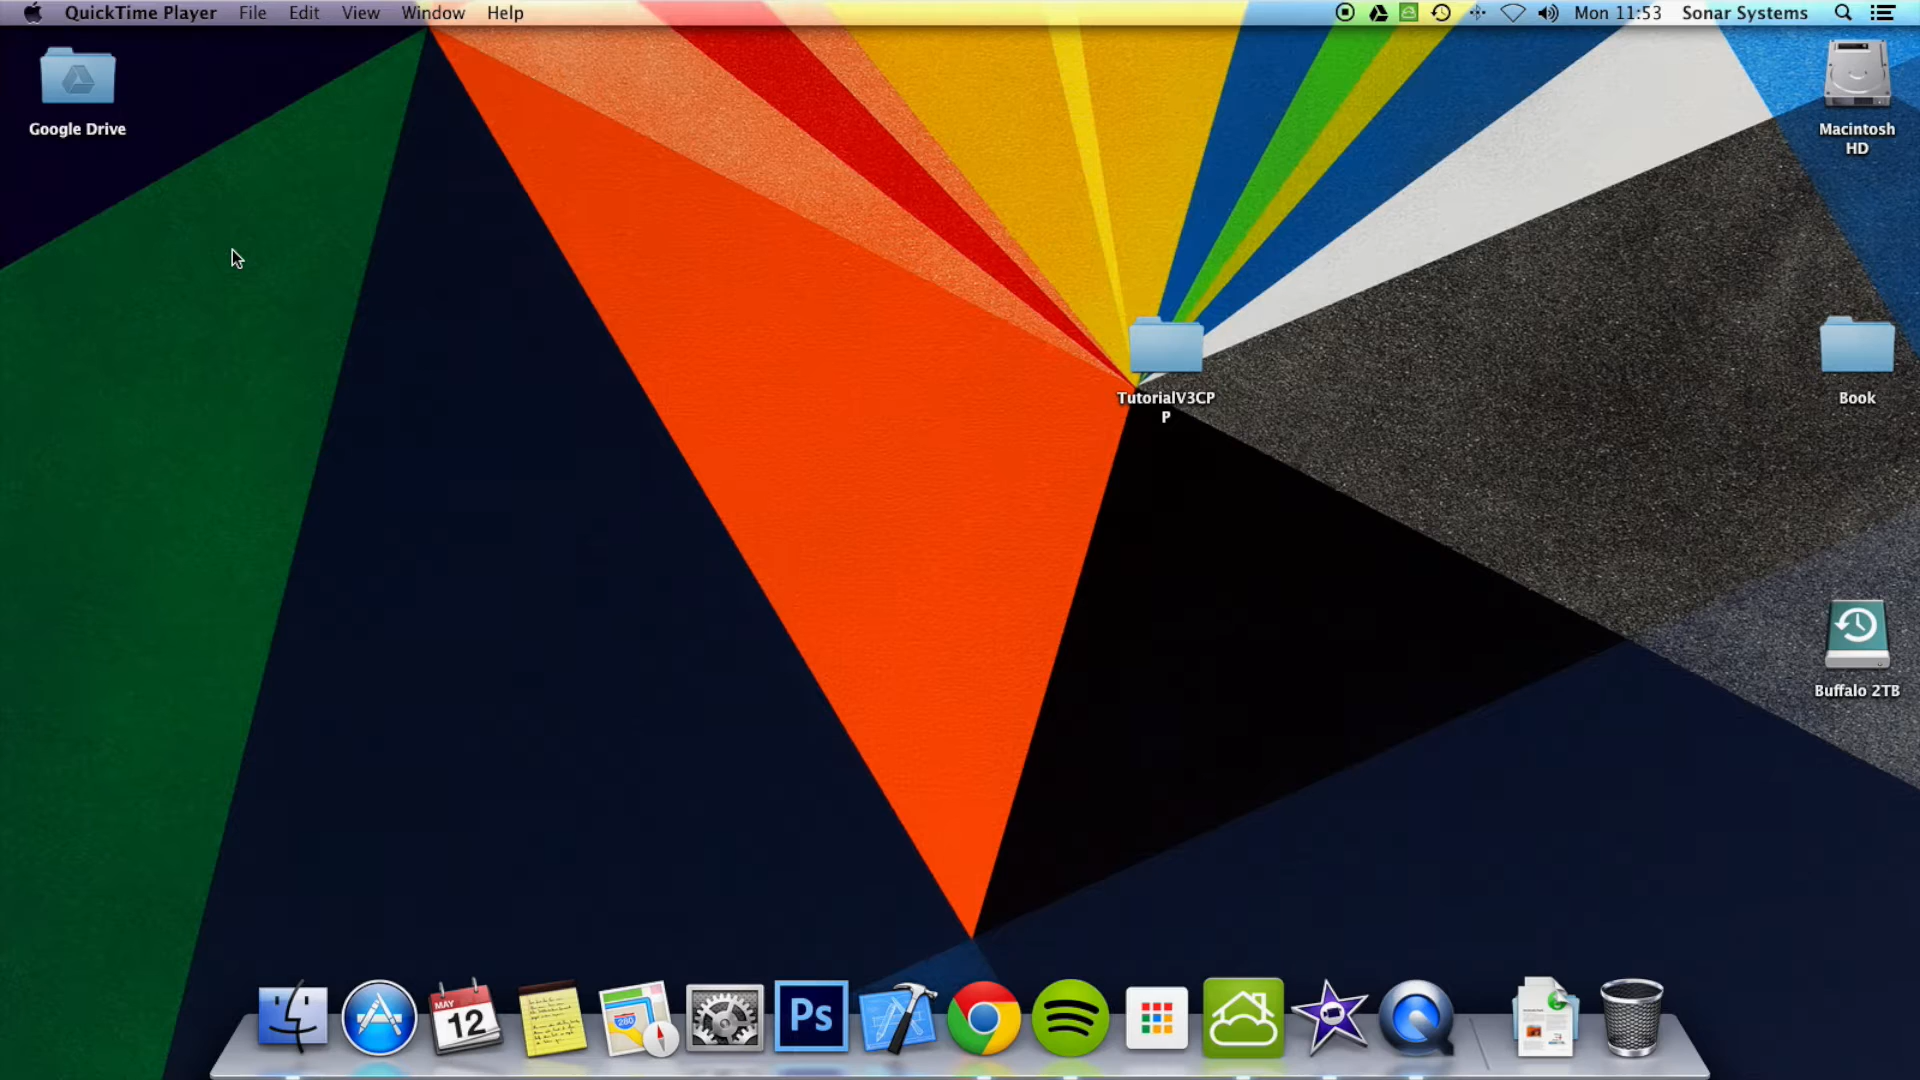 QuickTime Player File Edit View Window Help Mon 11:53 Sonar Systems
Google Drive
Macintosh
HD
TutorialV3CP
P
Book
Buffalo 2TB
MAY
12
280
Ps